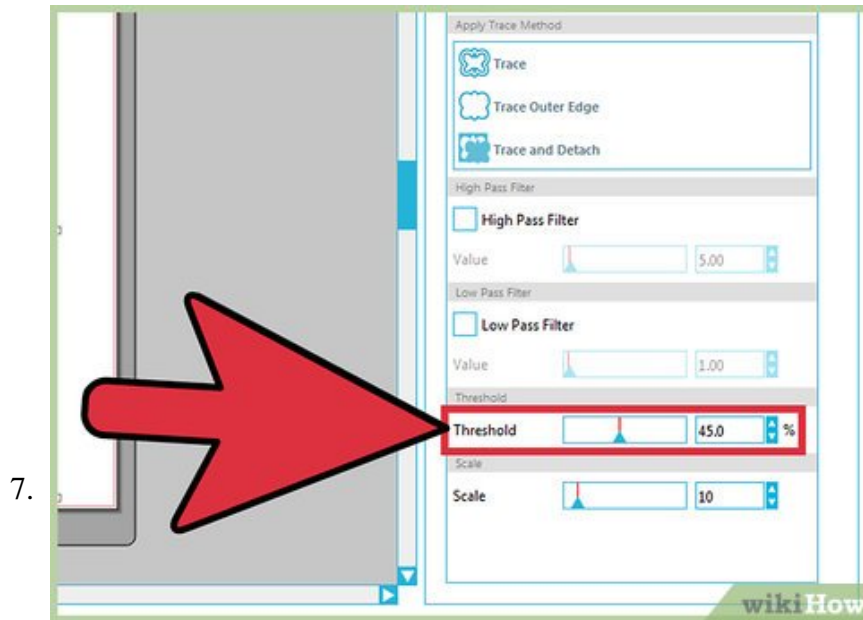 Apply Trace Method
Trace
Trace Outer Edge
Trace and Detach
High Pass Filter
High Pass Filter
Value 5.00
Low Pass Filter
Low Pass Filter
Value 1.00
Threshold
Threshold 45.0 %
Scale
7.
Scale 10
wikiHow